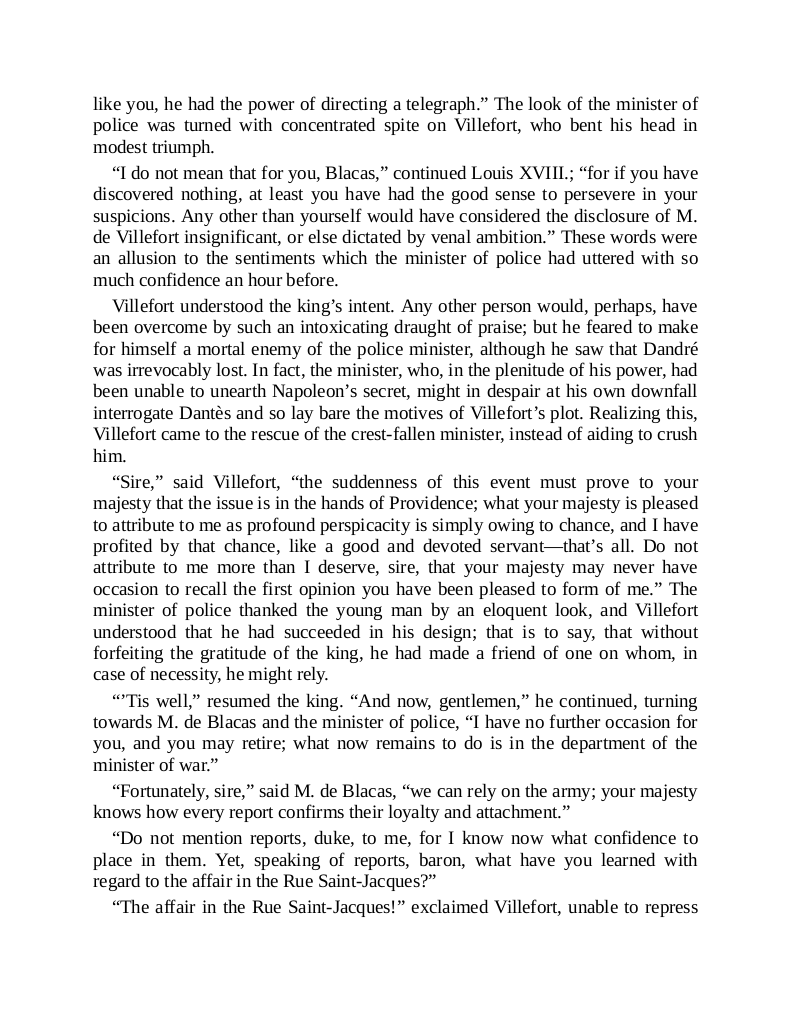 like you, he had the power of directing a telegraph.” The look of the minister of
police was turned with concentrated spite on Villefort, who bent his head in
modest triumph.
“I do not mean that for you, Blacas,” continued Louis XVIII.; “for if you have
discovered nothing, at least you have had the good sense to persevere in your
suspicions. Any other than yourself would have considered the disclosure of M.
de Villefort insignificant, or else dictated by venal ambition.” These words were
an allusion to the sentiments which the minister of police had uttered with so
much confidence an hour before.
Villefort understood the king’s intent. Any other person would, perhaps, have
been overcome by such an intoxicating draught of praise; but he feared to make
for himself a mortal enemy of the police minister, although he saw that Dandré
was irrevocably lost. In fact, the minister, who, in the plenitude of his power, had
been unable to unearth Napoleon’s secret, might in despair at his own downfall
interrogate Dantès and so lay bare the motives of Villefort’s plot. Realizing this,
Villefort came to the rescue of the crest-fallen minister, instead of aiding to crush
him.
“Sire,” said Villefort, “the suddenness of this event must prove to your
majesty that the issue is in the hands of Providence; what your majesty is pleased
to attribute to me as profound perspicacity is simply owing to chance, and I have
profited by that chance, like a good and devoted servant—that’s all. Do not
attribute to me more than I deserve, sire, that your majesty may never have
occasion to recall the first opinion you have been pleased to form of me.” The
minister of police thanked the young man by an eloquent look, and Villefort
understood that he had succeeded in his design; that is to say, that without
forfeiting the gratitude of the king, he had made a friend of one on whom, in
case of necessity, he might rely.
“’Tis well,” resumed the king. “And now, gentlemen,” he continued, turning
towards M. de Blacas and the minister of police, “I have no further occasion for
you, and you may retire; what now remains to do is in the department of the
minister of war.”
“Fortunately, sire,” said M. de Blacas, “we can rely on the army; your majesty
knows how every report confirms their loyalty and attachment.”
“Do not mention reports, duke, to me, for I know now what confidence to
place in them. Yet, speaking of reports, baron, what have you learned with
regard to the affair in the Rue Saint-Jacques?”
“The affair in the Rue Saint-Jacques!” exclaimed Villefort, unable to repress